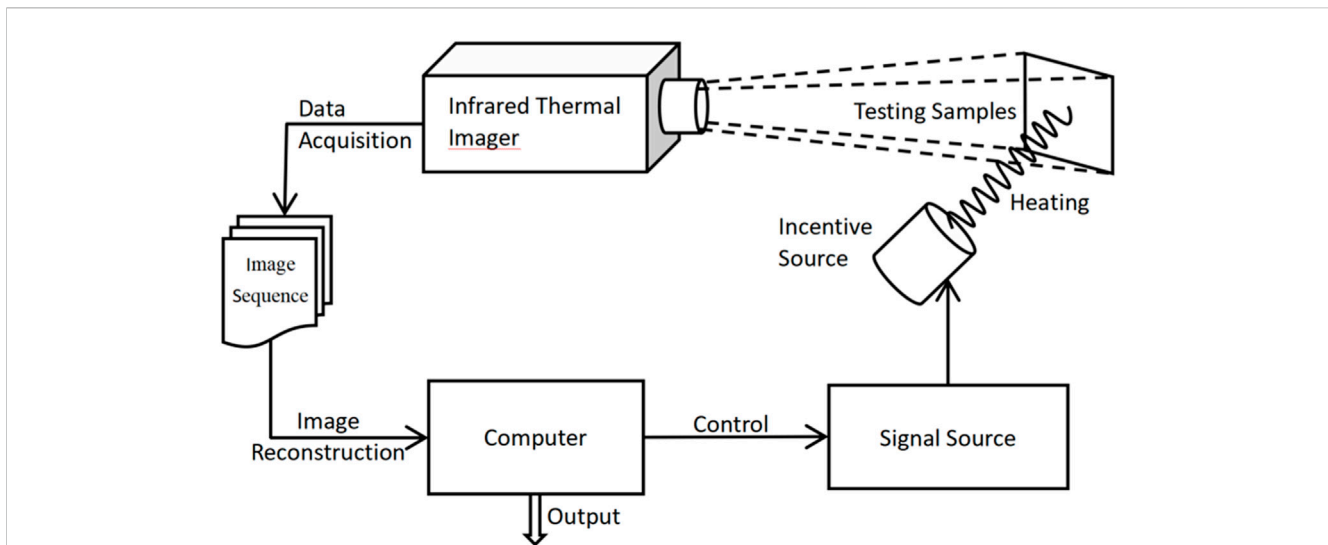 Data
Acquisition
Infrared Thermal
Imager
Testing Samples
Heating
Incentive
Source
Image
Sequence
Image
Reconstruction
Computer
Control
Signal Source
Output